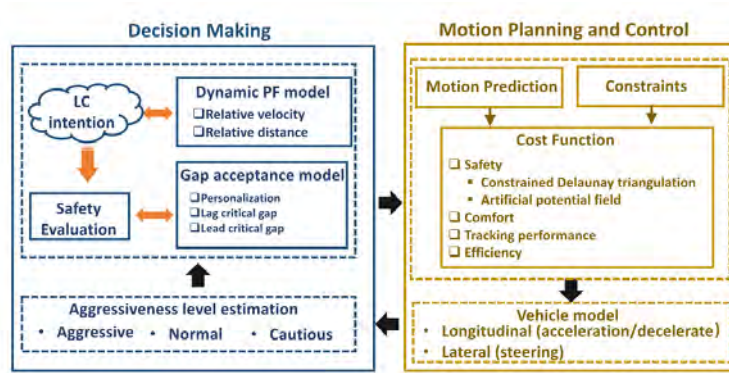 Decision Making
LC
intention
Dynamic PF model
❑Relative velocity
❑Relative distance
Safety
Evaluation
Gap acceptance model
❑Personalization
❑Lag critical gap
❑Lead critical gap
Aggressiveness level estimation
• Aggressive • Normal • Cautious
Motion Planning and Control
Motion Prediction
Constraints
Cost Function
❑ Safety
▪ Constrained Delaunay triangulation
▪ Artificial potential field
❑ Comfort
❑ Tracking performance
❑ Efficiency
Vehicle model
• Longitudinal (acceleration/decelerate)
• Lateral (steering)